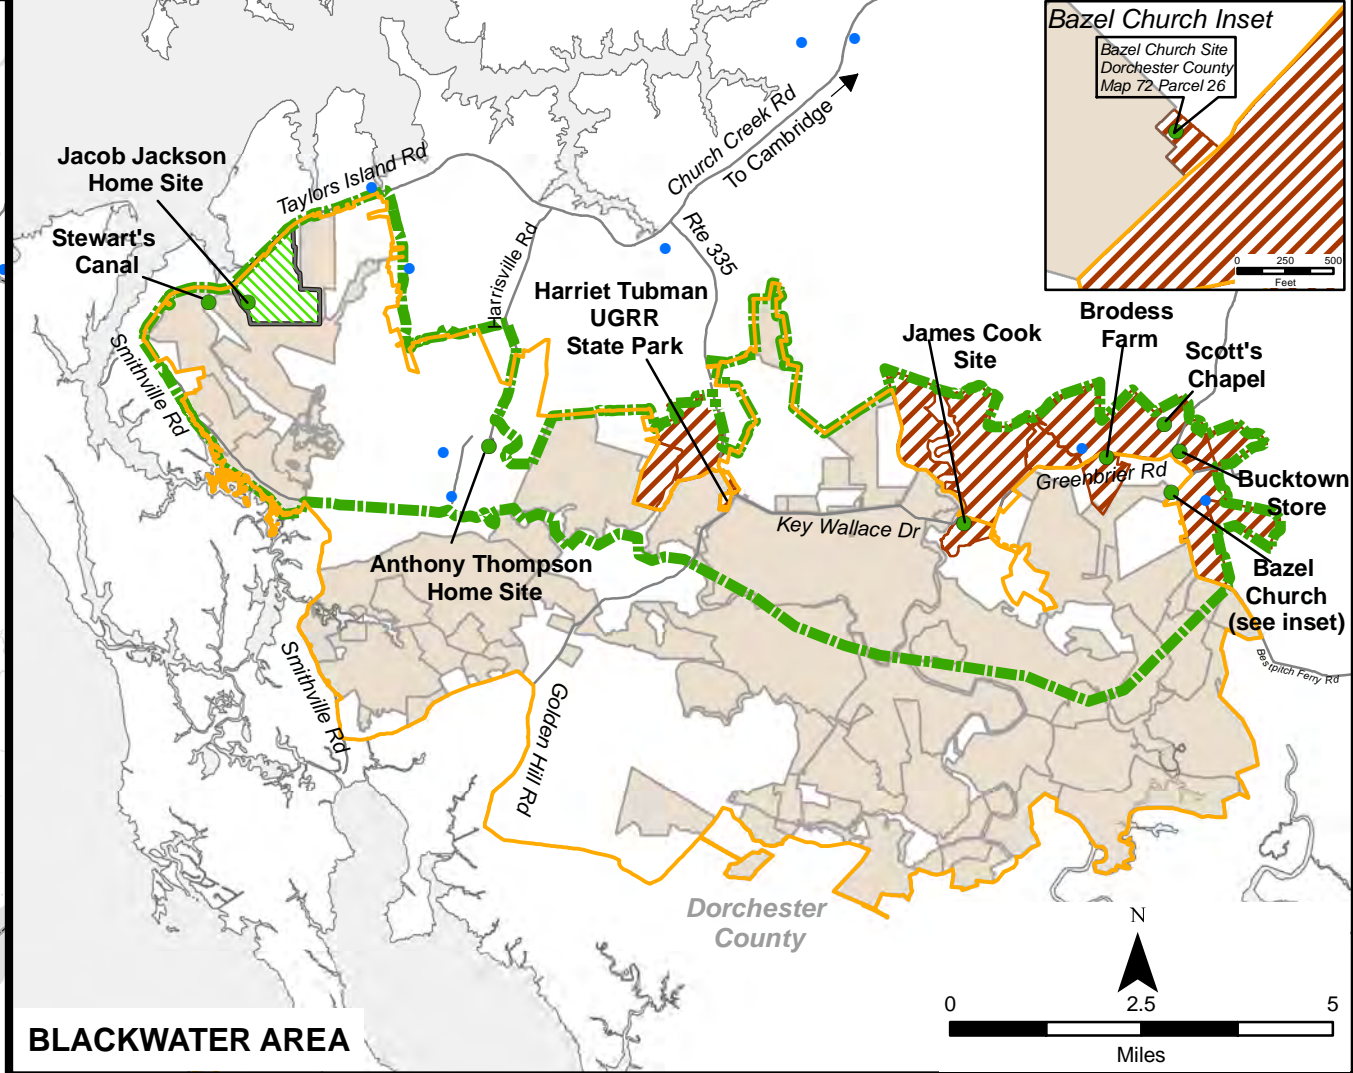 Bazel Church Inset
Bazel Church Site
Dorchester County
Map 72 Parcel 26
0 250 500
Feet
Church Creek Rd
To Cambridge
Jacob Jackson
Home Site
Taylors Island Rd
Stewart's
Canal
Rte 335
Harrisville Rd
Harriet Tubman
UGRR
State Park
Smithville Rd
James Cook
Site
Brodess
Farm
Scott's
Chapel
Greenbrier Rd
Bucktown
Store
Key Wallace Dr
Anthony Thompson
Home Site
Bazel
Church
(see inset)
Bestpitch Ferry Rd
Smithville Rd
Golden Hill Rd
Dorchester
County
N
0 2.5 5
Miles
BLACKWATER AREA